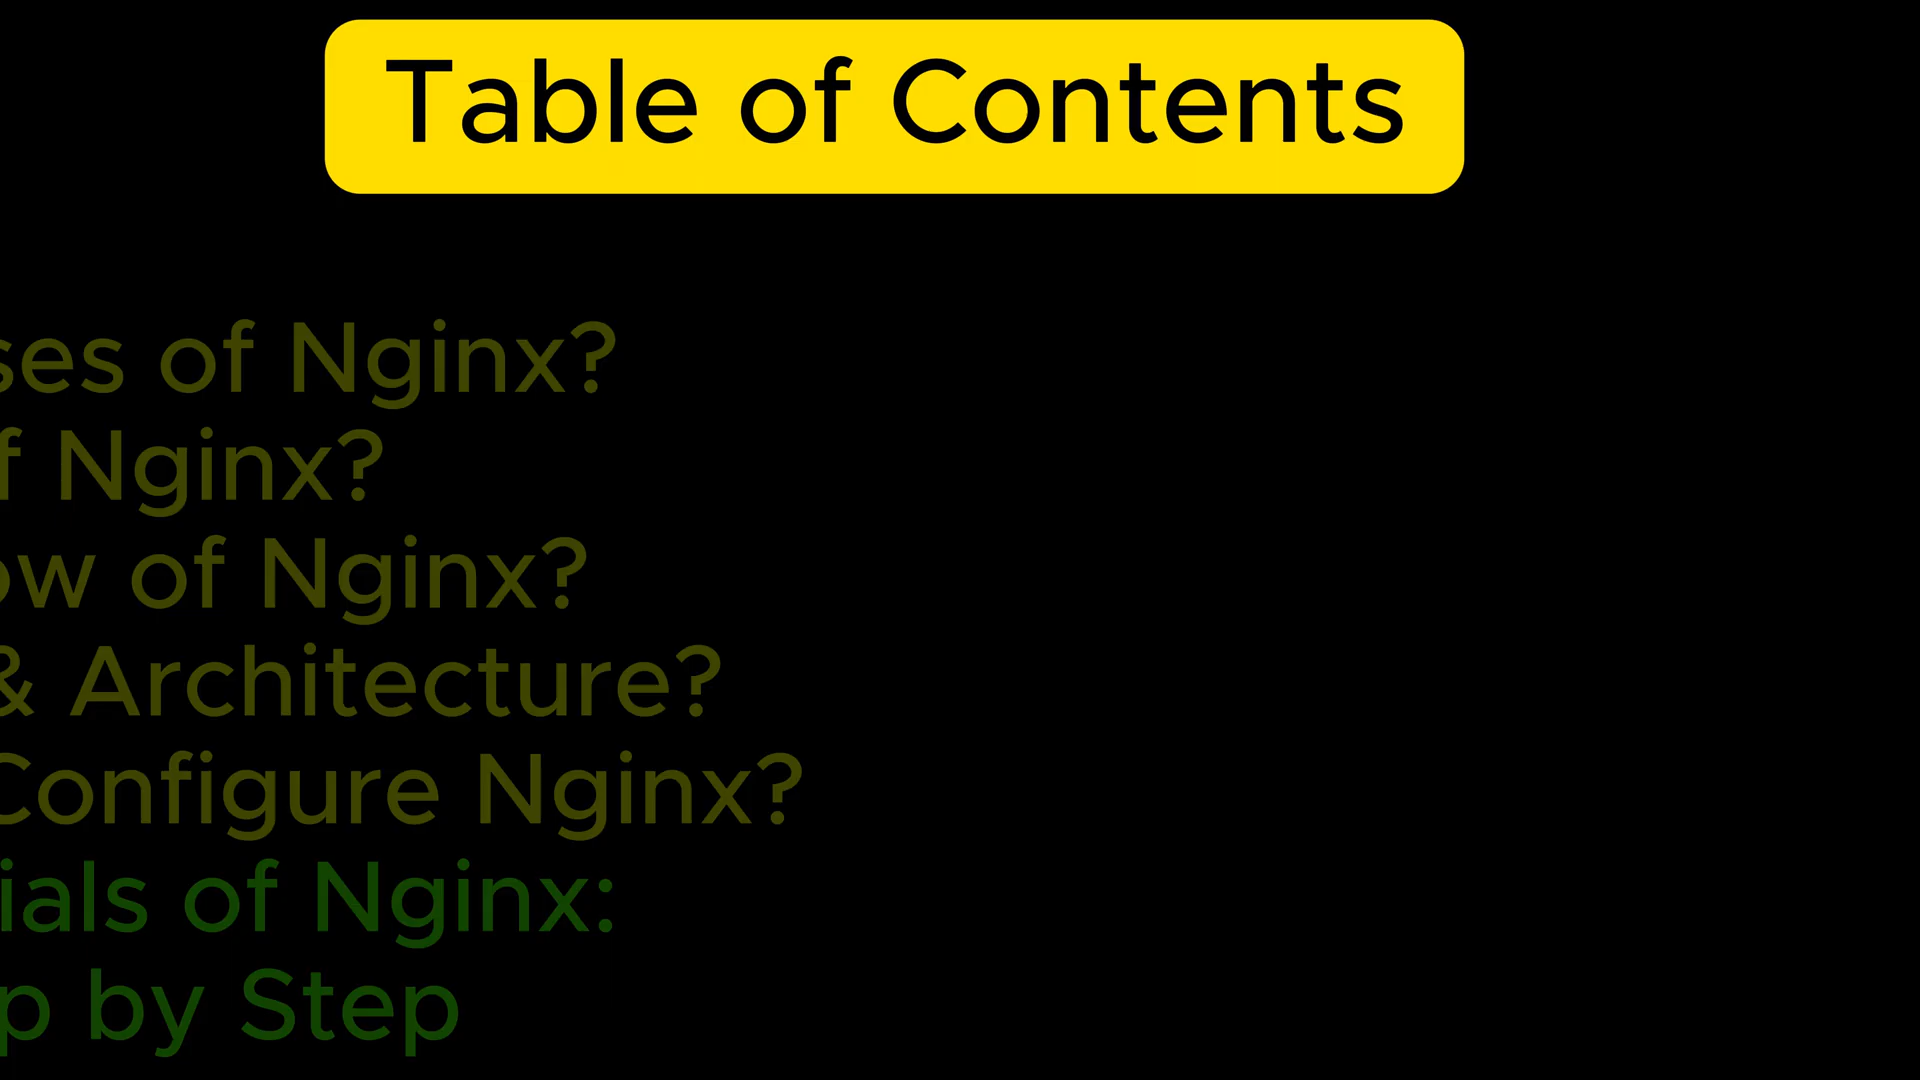 Table of Contents
ses of Nginx?
f Nginx?
ow of Nginx?
& Architecture?
Configure Nginx?
ials of Nginx:
p by Step